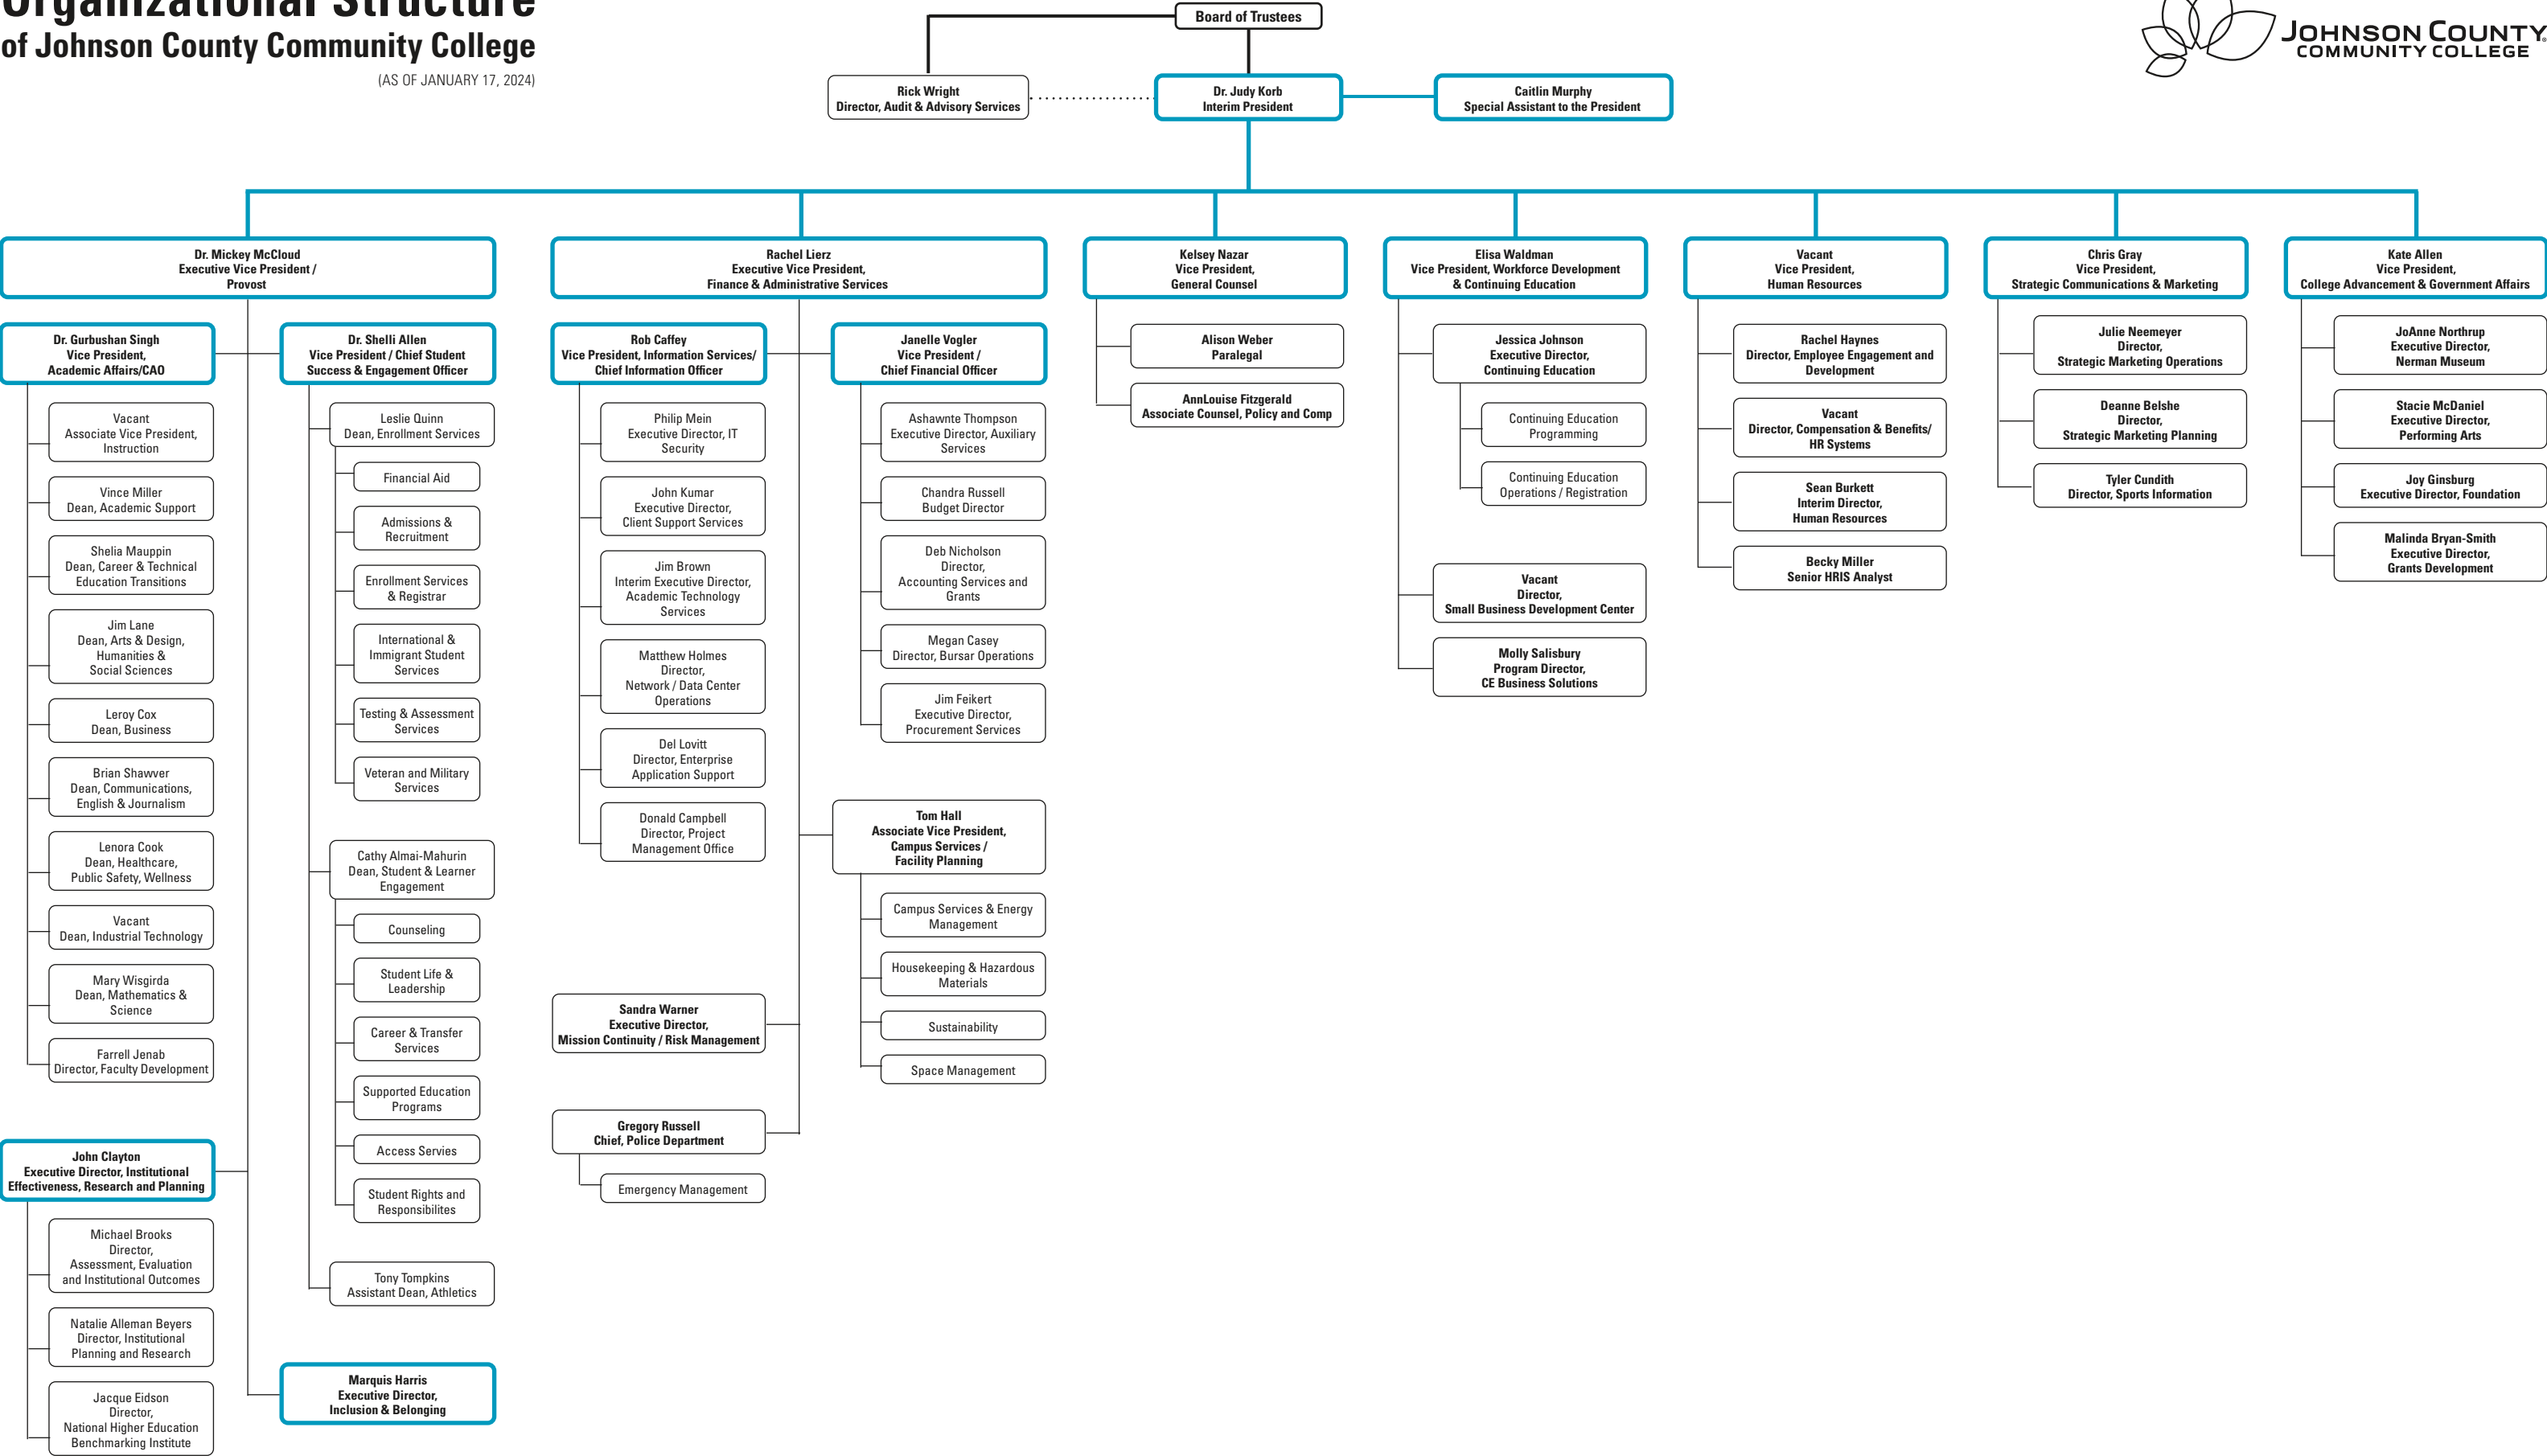 Organizational Structure
of Johnson County Community College
(AS OF JANUARY 17, 2024)
JOHNSON COUNTY
COMMUNITY COLLEGE
Board of Trustees
Rick Wright
Director, Audit & Advisory Services
Dr. Judy Korb
Interim President
Caitlin Murphy
Special Assistant to the President
Dr. Mickey McCloud
Executive Vice President /
Provost
Dr. Gurbushan Singh
Vice President,
Academic Affairs/CAO
Vacant
Associate Vice President,
Instruction
Vince Miller
Dean, Academic Support
Shelia Mauppin
Dean, Career & Technical
Education Transitions
Jim Lane
Dean, Arts & Design,
Humanities &
Social Sciences
Leroy Cox
Dean, Business
Brian Shawver
Dean, Communications,
English & Journalism
Lenora Cook
Dean, Healthcare,
Public Safety, Wellness
Vacant
Dean, Industrial Technology
Mary Wisgirda
Dean, Mathematics &
Science
Farrell Jenab
Director, Faculty Development
John Clayton
Executive Director, Institutional
Effectiveness, Research and Planning
Michael Brooks
Director,
Assessment, Evaluation
and Institutional Outcomes
Natalie Alleman Beyers
Director, Institutional
Planning and Research
Jacque Eidson
Director,
National Higher Education
Benchmarking Institute
Dr. Shelli Allen
Vice President / Chief Student
Success & Engagement Officer
Leslie Quinn
Dean, Enrollment Services
Financial Aid
Admissions &
Recruitment
Enrollment Services
& Registrar
International &
Immigrant Student
Services
Testing & Assessment
Services
Veteran and Military
Services
Cathy Almai-Mahurin
Dean, Student & Learner
Engagement
Counseling
Student Life &
Leadership
Career & Transfer
Services
Supported Education
Programs
Access Servies
Student Rights and
Responsibilites
Tony Tompkins
Assistant Dean, Athletics
Marquis Harris
Executive Director,
Inclusion & Belonging
Rachel Lierz
Executive Vice President,
Finance & Administrative Services
Rob Caffey
Vice President, Information Services/
Chief Information Officer
Philip Mein
Executive Director, IT
Security
John Kumar
Executive Director,
Client Support Services
Jim Brown
Interim Executive Director,
Academic Technology
Services
Matthew Holmes
Director,
Network / Data Center
Operations
Del Lovitt
Director, Enterprise
Application Support
Donald Campbell
Director, Project
Management Office
Sandra Warner
Executive Director,
Mission Continuity / Risk Management
Gregory Russell
Chief, Police Department
Emergency Management
Janelle Vogler
Vice President /
Chief Financial Officer
Ashawnte Thompson
Executive Director, Auxiliary
Services
Chandra Russell
Budget Director
Deb Nicholson
Director,
Accounting Services and
Grants
Megan Casey
Director, Bursar Operations
Jim Feikert
Executive Director,
Procurement Services
Tom Hall
Associate Vice President,
Campus Services /
Facility Planning
Campus Services & Energy
Management
Housekeeping & Hazardous
Materials
Sustainability
Space Management
Kelsey Nazar
Vice President,
General Counsel
Alison Weber
Paralegal
AnnLouise Fitzgerald
Associate Counsel, Policy and Comp
Elisa Waldman
Vice President, Workforce Development
& Continuing Education
Jessica Johnson
Executive Director,
Continuing Education
Continuing Education
Programming
Continuing Education
Operations / Registration
Vacant
Director,
Small Business Development Center
Molly Salisbury
Program Director,
CE Business Solutions
Vacant
Vice President,
Human Resources
Rachel Haynes
Director, Employee Engagement and
Development
Vacant
Director, Compensation & Benefits/
HR Systems
Sean Burkett
Interim Director,
Human Resources
Becky Miller
Senior HRIS Analyst
Chris Gray
Vice President,
Strategic Communications & Marketing
Julie Neemeyer
Director,
Strategic Marketing Operations
Deanne Belshe
Director,
Strategic Marketing Planning
Tyler Cundith
Director, Sports Information
Kate Allen
Vice President,
College Advancement & Government Affairs
JoAnne Northrup
Executive Director,
Nerman Museum
Stacie McDaniel
Executive Director,
Performing Arts
Joy Ginsburg
Executive Director, Foundation
Malinda Bryan-Smith
Executive Director,
Grants Development